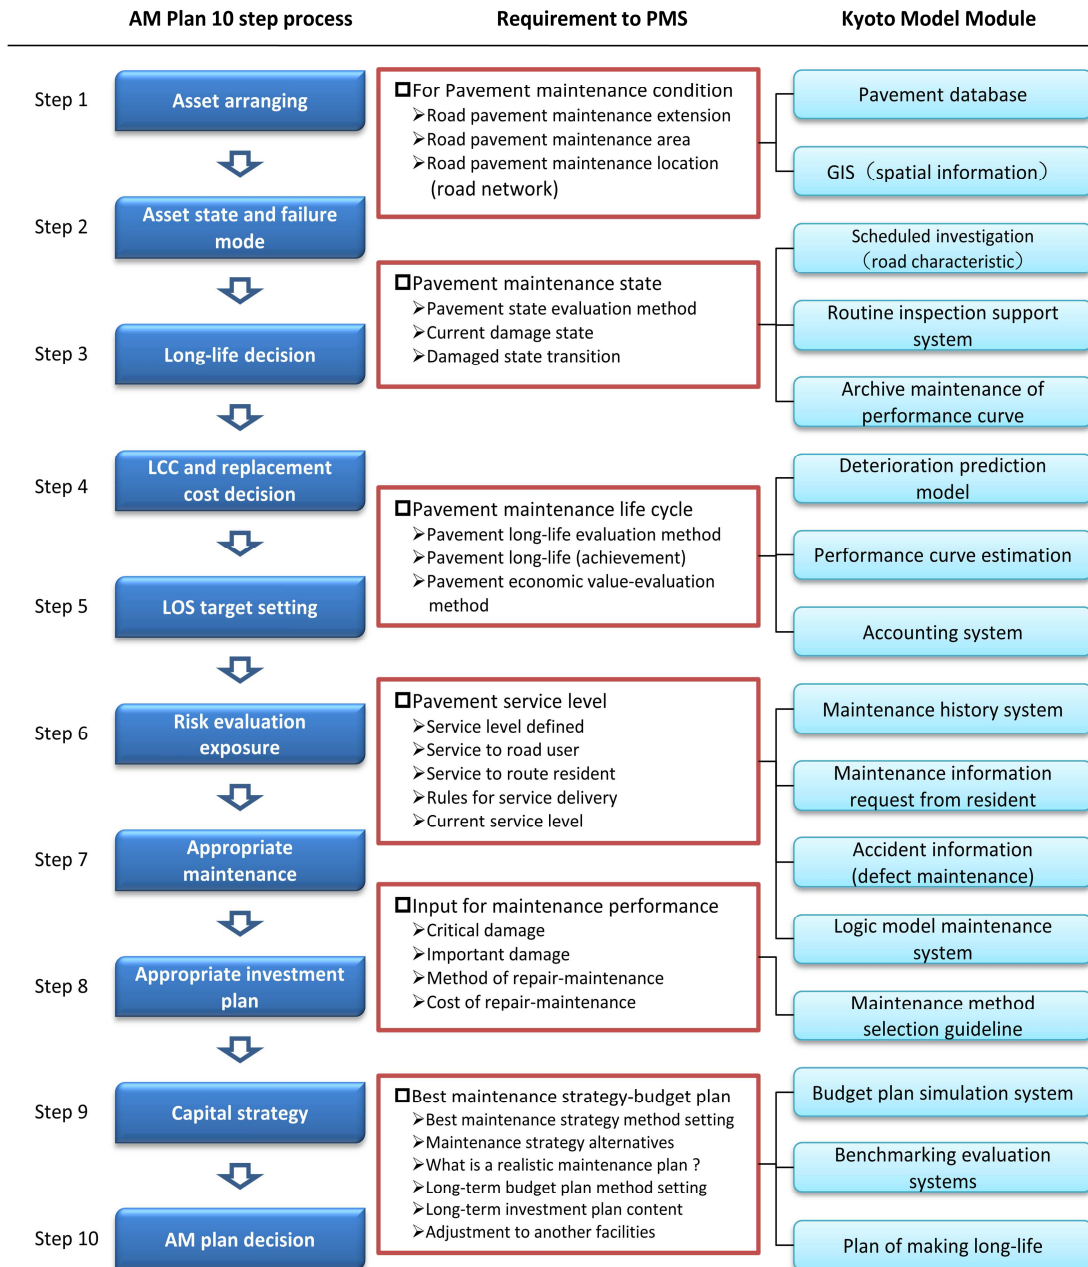 AM Plan 10 step process
Requirement to PMS
Kyoto Model Module
Step 1
Asset arranging
Step 2
Asset state and failure
mode
Step 3
Long-life decision
Step 4
LCC and replacement
cost decision
Step 5
LOS target setting
Step 6
Risk evaluation
exposure
Step 7
Appropriate
maintenance
Step 8
Appropriate investment
plan
Step 9
Capital strategy
Step 10
AM plan decision
❑For Pavement maintenance condition
➢Road pavement maintenance extension
➢Road pavement maintenance area
➢Road pavement maintenance location
(road network)
❑Pavement maintenance state
➢Pavement state evaluation method
➢Current damage state
➢Damaged state transition
❑Pavement maintenance life cycle
➢Pavement long-life evaluation method
➢Pavement long-life (achievement)
➢Pavement economic value-evaluation
method
❑Pavement service level
➢Service level defined
➢Service to road user
➢Service to route resident
➢Rules for service delivery
➢Current service level
❑Input for maintenance performance
➢Critical damage
➢Important damage
➢Method of repair-maintenance
➢Cost of repair-maintenance
❑Best maintenance strategy-budget plan
➢Best maintenance strategy method setting
➢Maintenance strategy alternatives
➢What is a realistic maintenance plan ?
➢Long-term budget plan method setting
➢Long-term investment plan content
➢Adjustment to another facilities
Pavement database
GIS（spatial information）
Scheduled investigation
（road characteristic）
Routine inspection support
system
Archive maintenance of
performance curve
Deterioration prediction
model
Performance curve estimation
Accounting system
Maintenance history system
Maintenance information
request from resident
Accident information
(defect maintenance)
Logic model maintenance
system
Maintenance method
selection guideline
Budget plan simulation system
Benchmarking evaluation
systems
Plan of making long-life